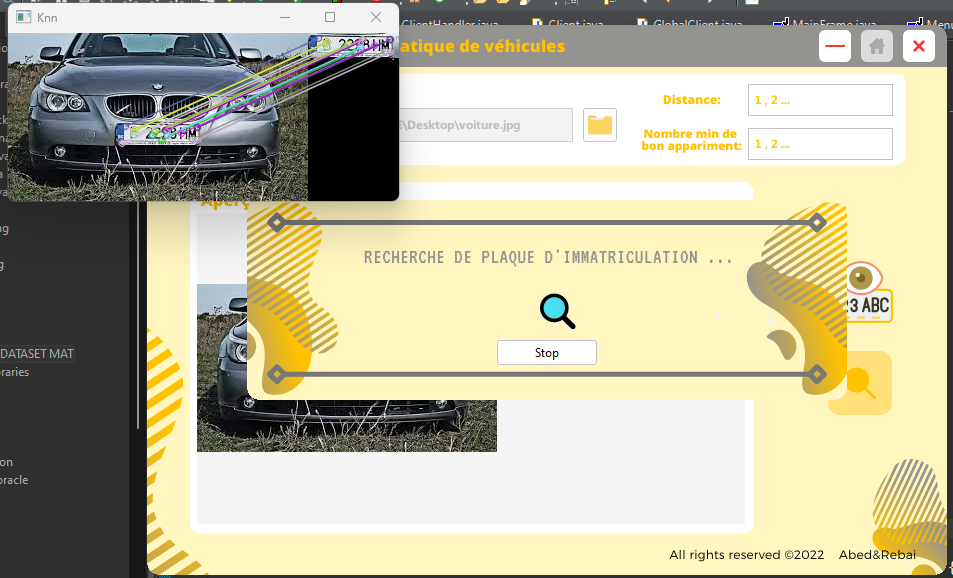 Knn
ClientHandler.java
Client.java
GlobalClient.java
MainFrame.java
Menu
atique de véhicules
E\Desktop\voiture.jpg
Distance:
1 , 2 ...
Nombre min de
bon appariment:
1 , 2 ...
Aperç
RECHERCHE DE PLAQUE D'IMMATRICULATION ...
Stop
23 ABC
DATASET MAT
raries
on
oracle
All rights reserved ©2022 Abed&Rebai